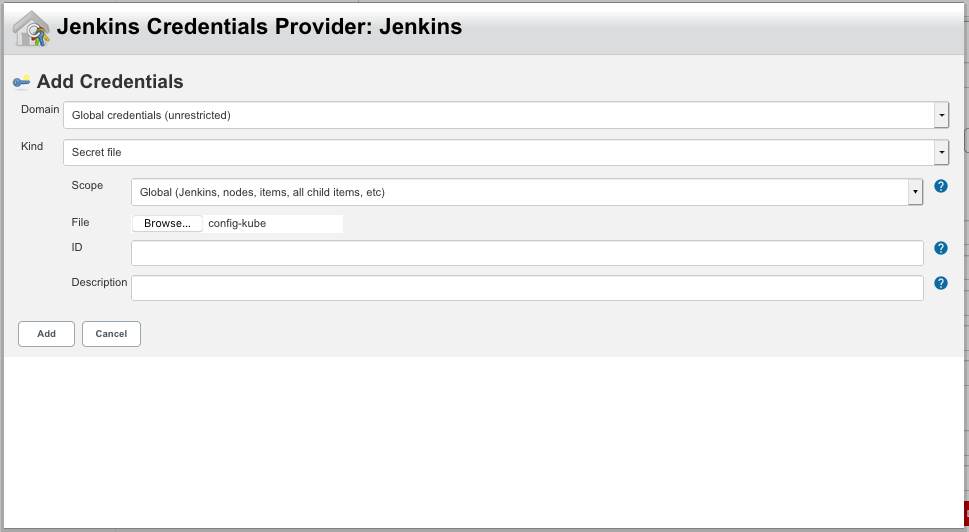 Jenkins Credentials Provider: Jenkins
Add Credentials
Domain Global credentials (unrestricted)
Kind Secret file
Scope Global (Jenkins, nodes, items, all child items, etc) ?
File Browse... config-kube
ID ?
Description ?
Add Cancel